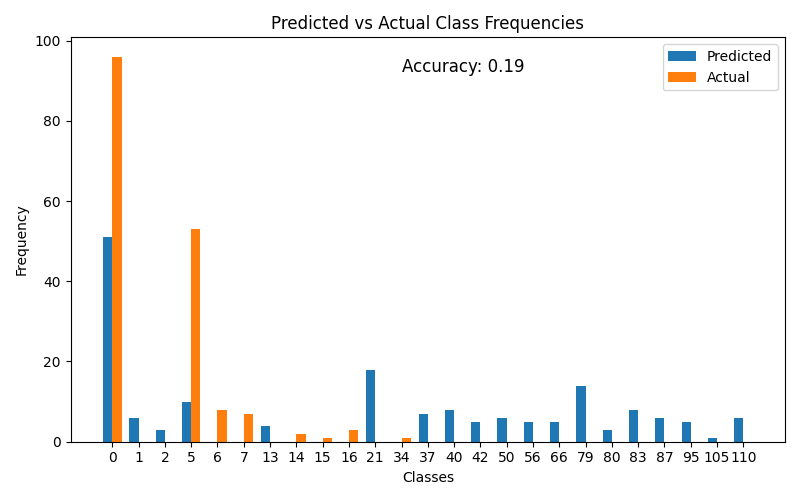 Predicted vs Actual Class Frequencies
Accuracy: 0.19
Predicted
Actual
Frequency
100
80
60
40
20
0
0 1 2 5 6 7 13 14 15 16 21 34 37 40 42 50 56 66 79 80 83 87 95 105 110
Classes